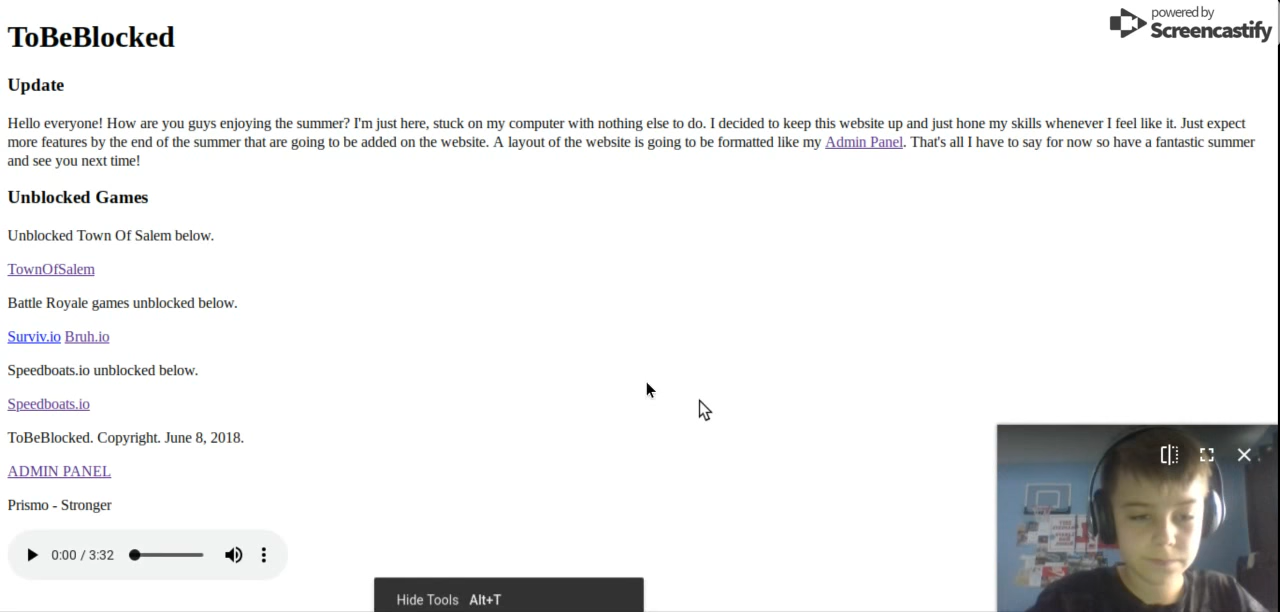 powered by
Screencastify
ToBeBlocked
Update
Hello everyone! How are you guys enjoying the summer? I'm just here, stuck on my computer with nothing else to do. I decided to keep this website up and just hone my skills whenever I feel like it. Just expect
more features by the end of the summer that are going to be added on the website. A layout of the website is going to be formatted like my Admin Panel. That's all I have to say for now so have a fantastic summer
and see you next time!
Unblocked Games
Unblocked Town Of Salem below.
TownOfSalem
Battle Royale games unblocked below.
Surviv.io Bruh.io
Speedboats.io unblocked below.
Speedboats.io
ToBeBlocked. Copyright. June 8, 2018.
ADMIN PANEL
Prismo - Stronger
0:00 / 3:32
Hide Tools Alt+T